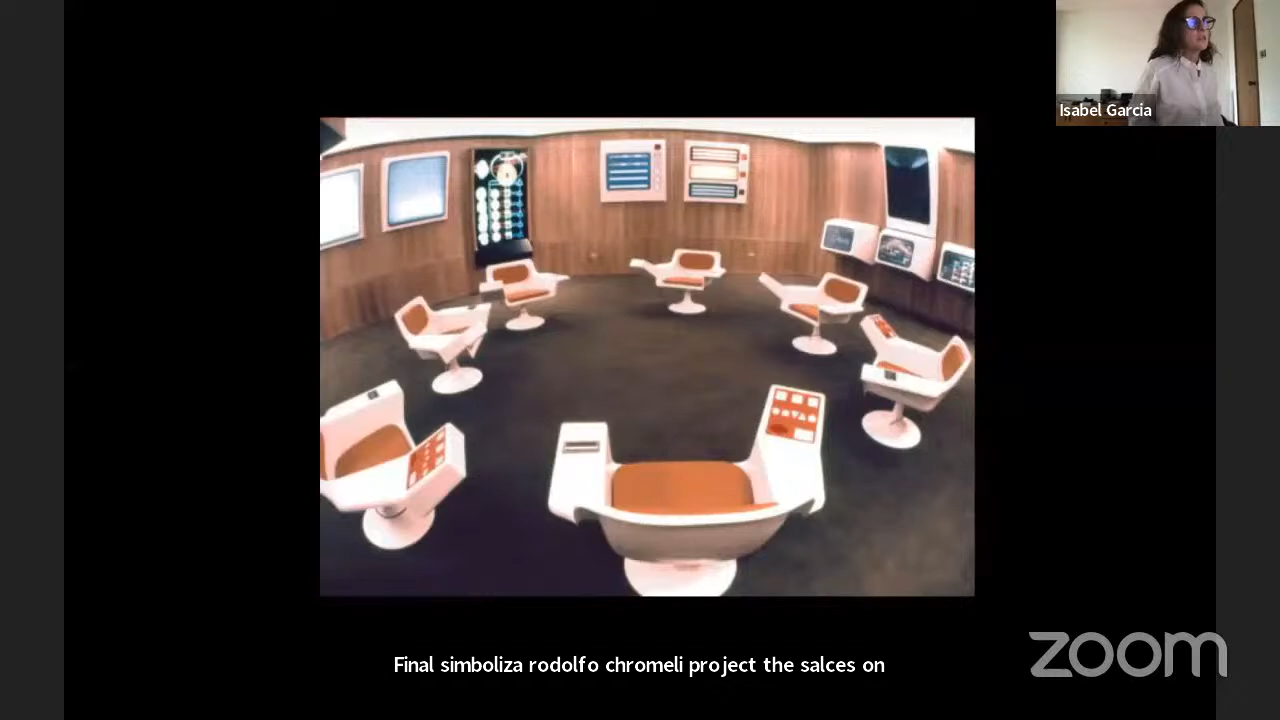 Isabel García
Final simboliza rodolfo chromeli project the salces on
zoom